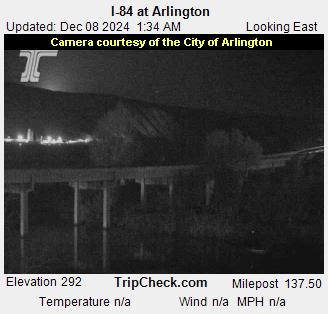 I-84 at Arlington
Updated: Dec 08 2024 1:34 AM Looking East
Camera courtesy of the City of Arlington
Elevation 292 TripCheck.com Milepost 137.50
Temperature n/a Wind n/a MPH n/a